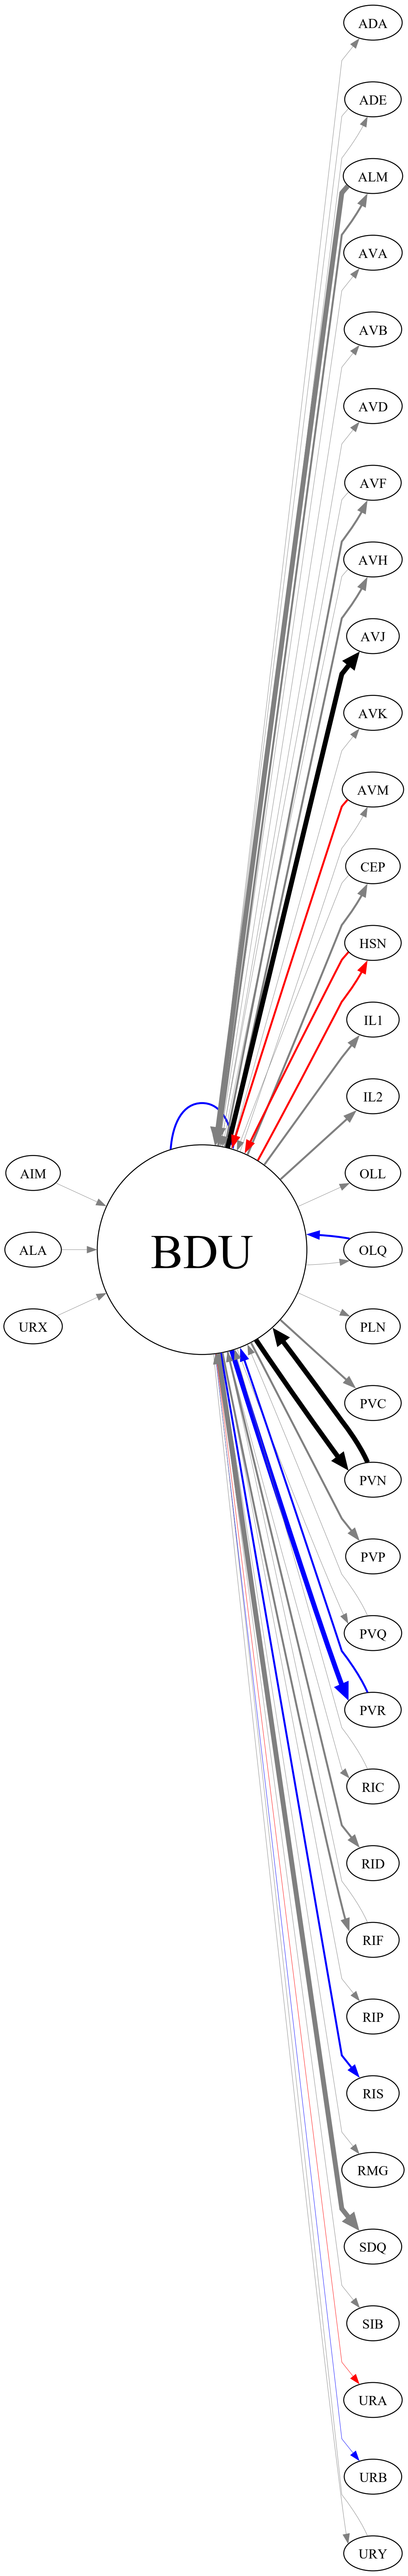 ADA
ADE
ALM
AVA
AVB
AVD
AVF
AVH
AVJ
AVK
AVM
CEP
HSN
IL1
IL2
AIM
OLL
BDU
ALA
OLQ
URX
PLN
PVC
PVN
PVP
PVQ
PVR
RIC
RID
RIF
RIP
RIS
RMG
SDQ
SIB
URA
URB
URY